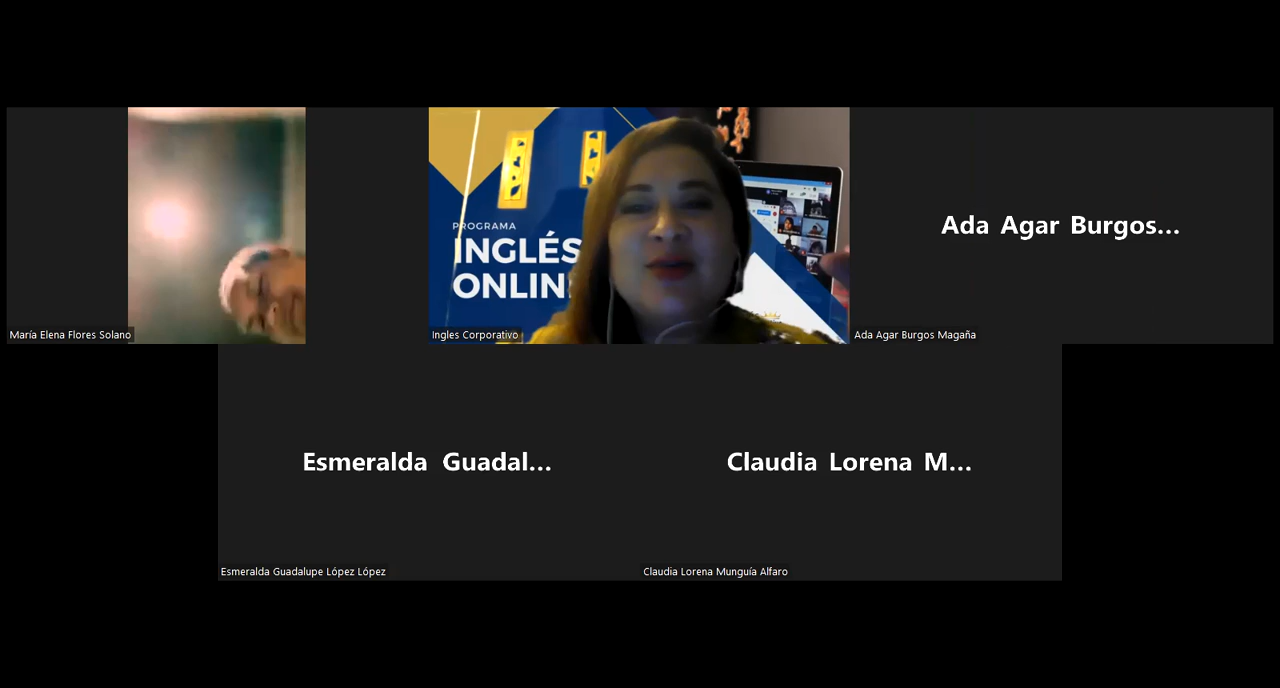 PROGRAMA
INGLÉS
ONLIN
Ada Agar Burgos...
María Elena Flores Solano
Ingles Corporativo
Ada Agar Burgos Magaña
Esmeralda Guadal...
Claudia Lorena M...
Esmeralda Guadalupe López López
Claudia Lorena Munguía Alfaro